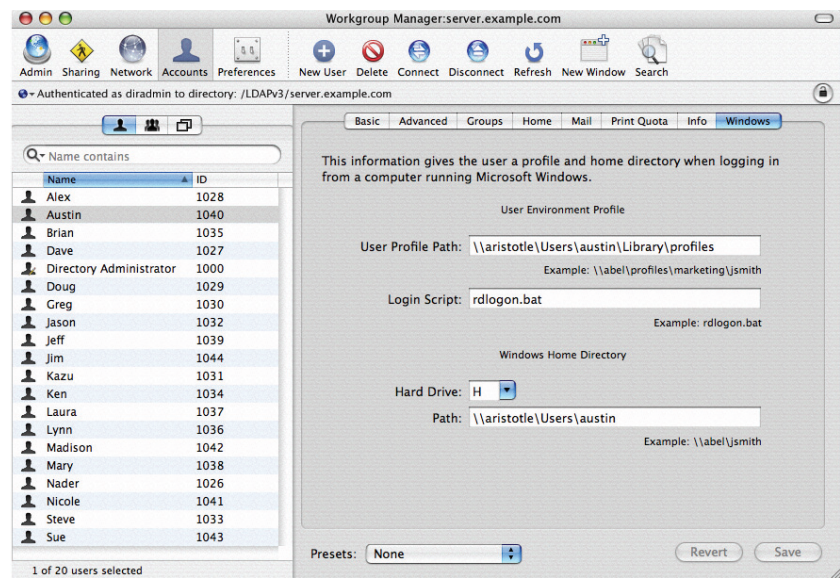 Workgroup Manager:server.example.com
Admin Sharing Network Accounts Preferences New User Delete Connect Disconnect Refresh New Window Search
Authenticated as diradmin to directory: /LDAPv3/server.example.com
Basic Advanced Groups Home Mail Print Quota Info Windows
Name contains
Name ID
Alex 1028
Austin 1040
Brian 1035
Dave 1027
Directory Administrator 1000
Doug 1029
Greg 1030
Jason 1032
Jeff 1039
Jim 1044
Kazu 1031
Ken 1034
Laura 1037
Lynn 1036
Madison 1042
Mary 1038
Nader 1026
Nicole 1041
Steve 1033
Sue 1043
1 of 20 users selected
This information gives the user a profile and home directory when logging in
from a computer running Microsoft Windows.
User Environment Profile
User Profile Path: \\aristotle\Users\austin\Library\profiles
Example: \\abel\profiles\marketing\jsmith
Login Script: rdlogon.bat
Example: rdlogon.bat
Windows Home Directory
Hard Drive: H
Path: \\aristotle\Users\austin
Example: \\abel\jsmith
Presets: None Revert Save